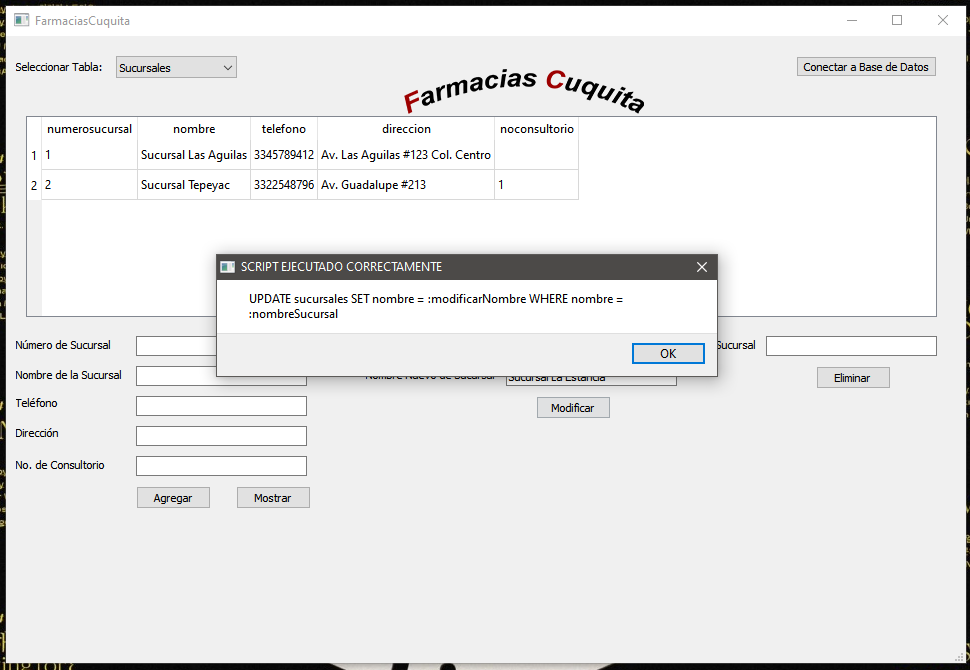 FarmaciasCuquita
Seleccionar Tabla: Sucursales Conectar a Base de Datos
Farmacias Cuquita
numerosucursal nombre telefono direccion noconsultorio
1 1 Sucursal Las Aguilas 3345789412 Av. Las Aguilas #123 Col. Centro
2 2 Sucursal Tepeyac 3322548796 Av. Guadalupe #213 1
SCRIPT EJECUTADO CORRECTAMENTE
UPDATE sucursales SET nombre = :modificarNombre WHERE nombre =
:nombreSucursal
OK
Número de Sucursal Sucursal
Nombre de la Sucursal Nombre Nuevo de Sucursal Sucursal La Estancia Eliminar
Teléfono
Modificar
Dirección
No. de Consultorio
Agregar Mostrar